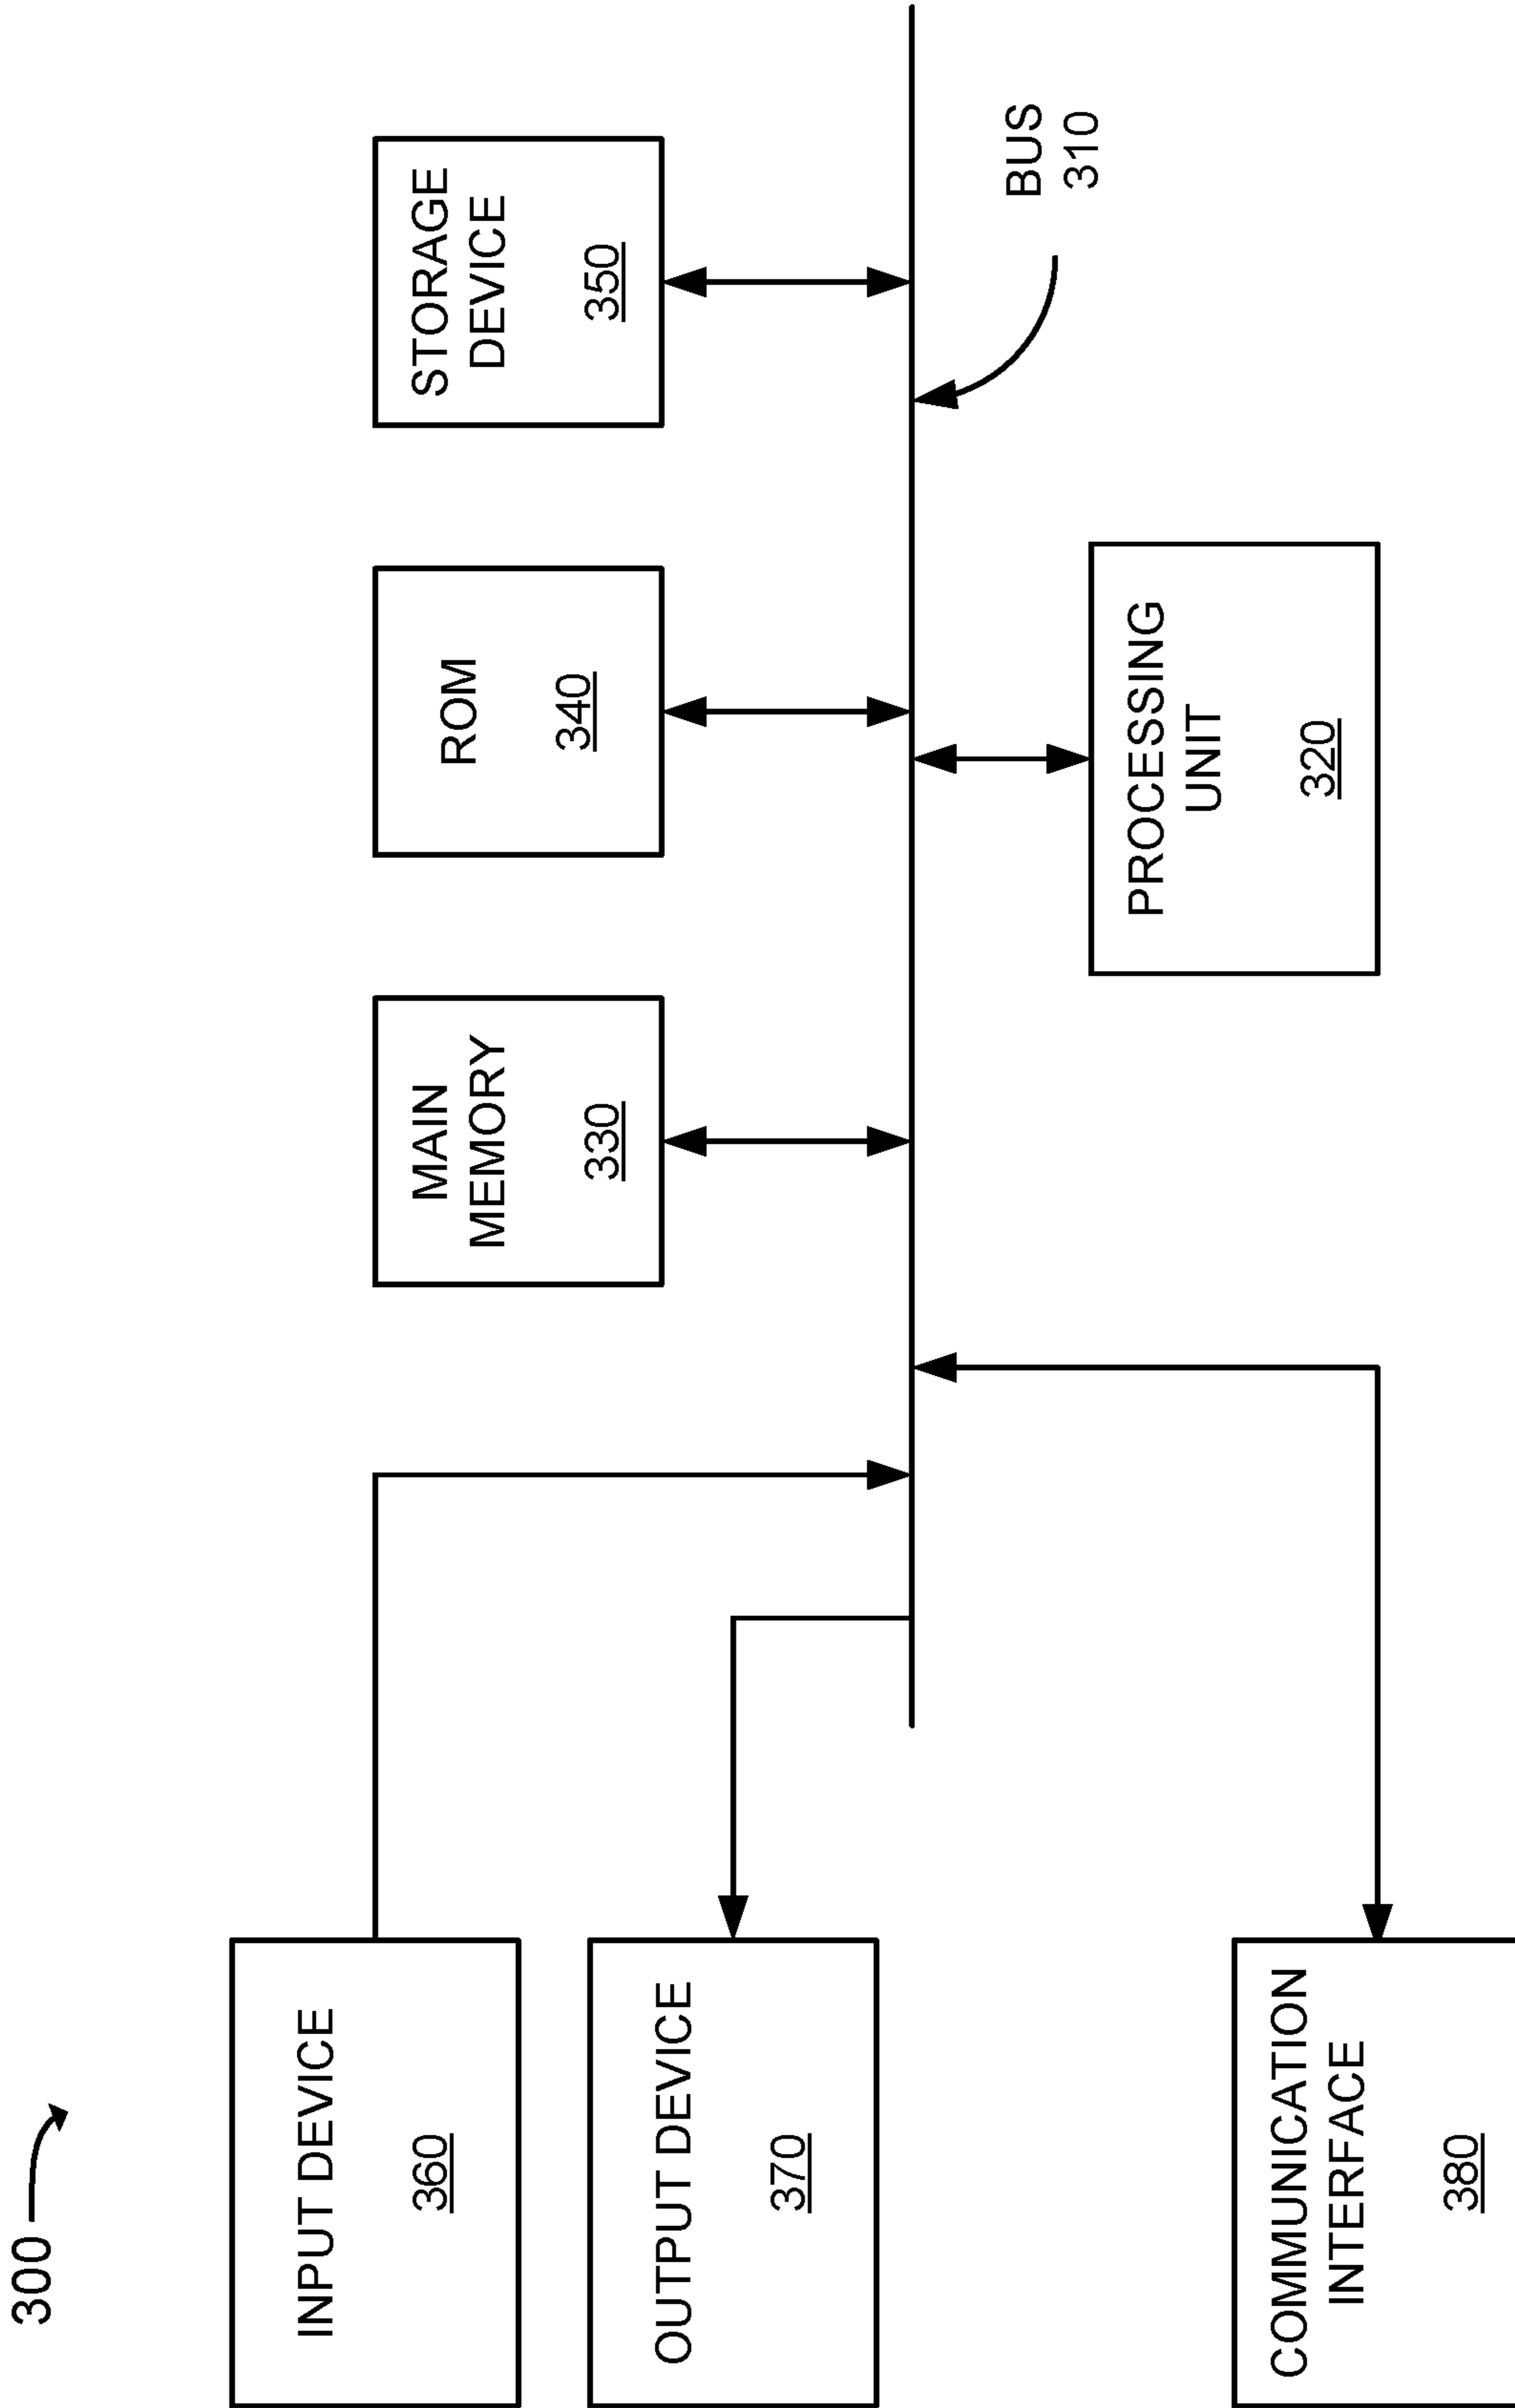 300
INPUT DEVICE
360
OUTPUT DEVICE
370
COMMUNICATION
INTERFACE
380
MAIN
MEMORY
330
ROM
340
STORAGE
DEVICE
350
PROCESSING
UNIT
320
BUS
310